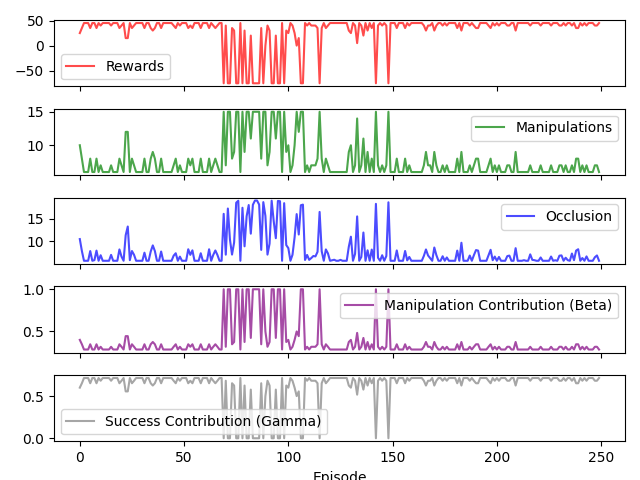 50
0
−50
Rewards
15
10
Manipulations
15
10
Occlusion
1.0
0.5
Manipulation Contribution (Beta)
0.5
0.0
Success Contribution (Gamma)
0 50 100 150 200 250
Episode